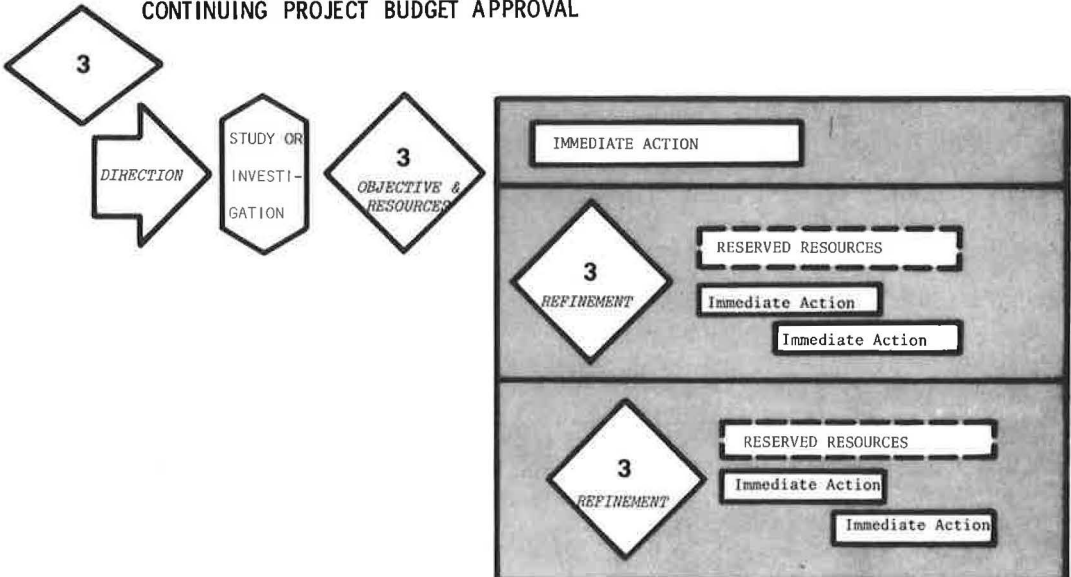 CONTINUING PROJECT BUDGET APPROVAL
3
DIRECTION
STUDY OR
INVESTI-
GATION
3
OBJECTIVE &
RESOURCES
IMMEDIATE ACTION
3
REFINEMENT
RESERVED RESOURCES
Immediate Action
Immediate Action
3
REFINEMENT
RESERVED RESOURCES
Immediate Action
Immediate Action